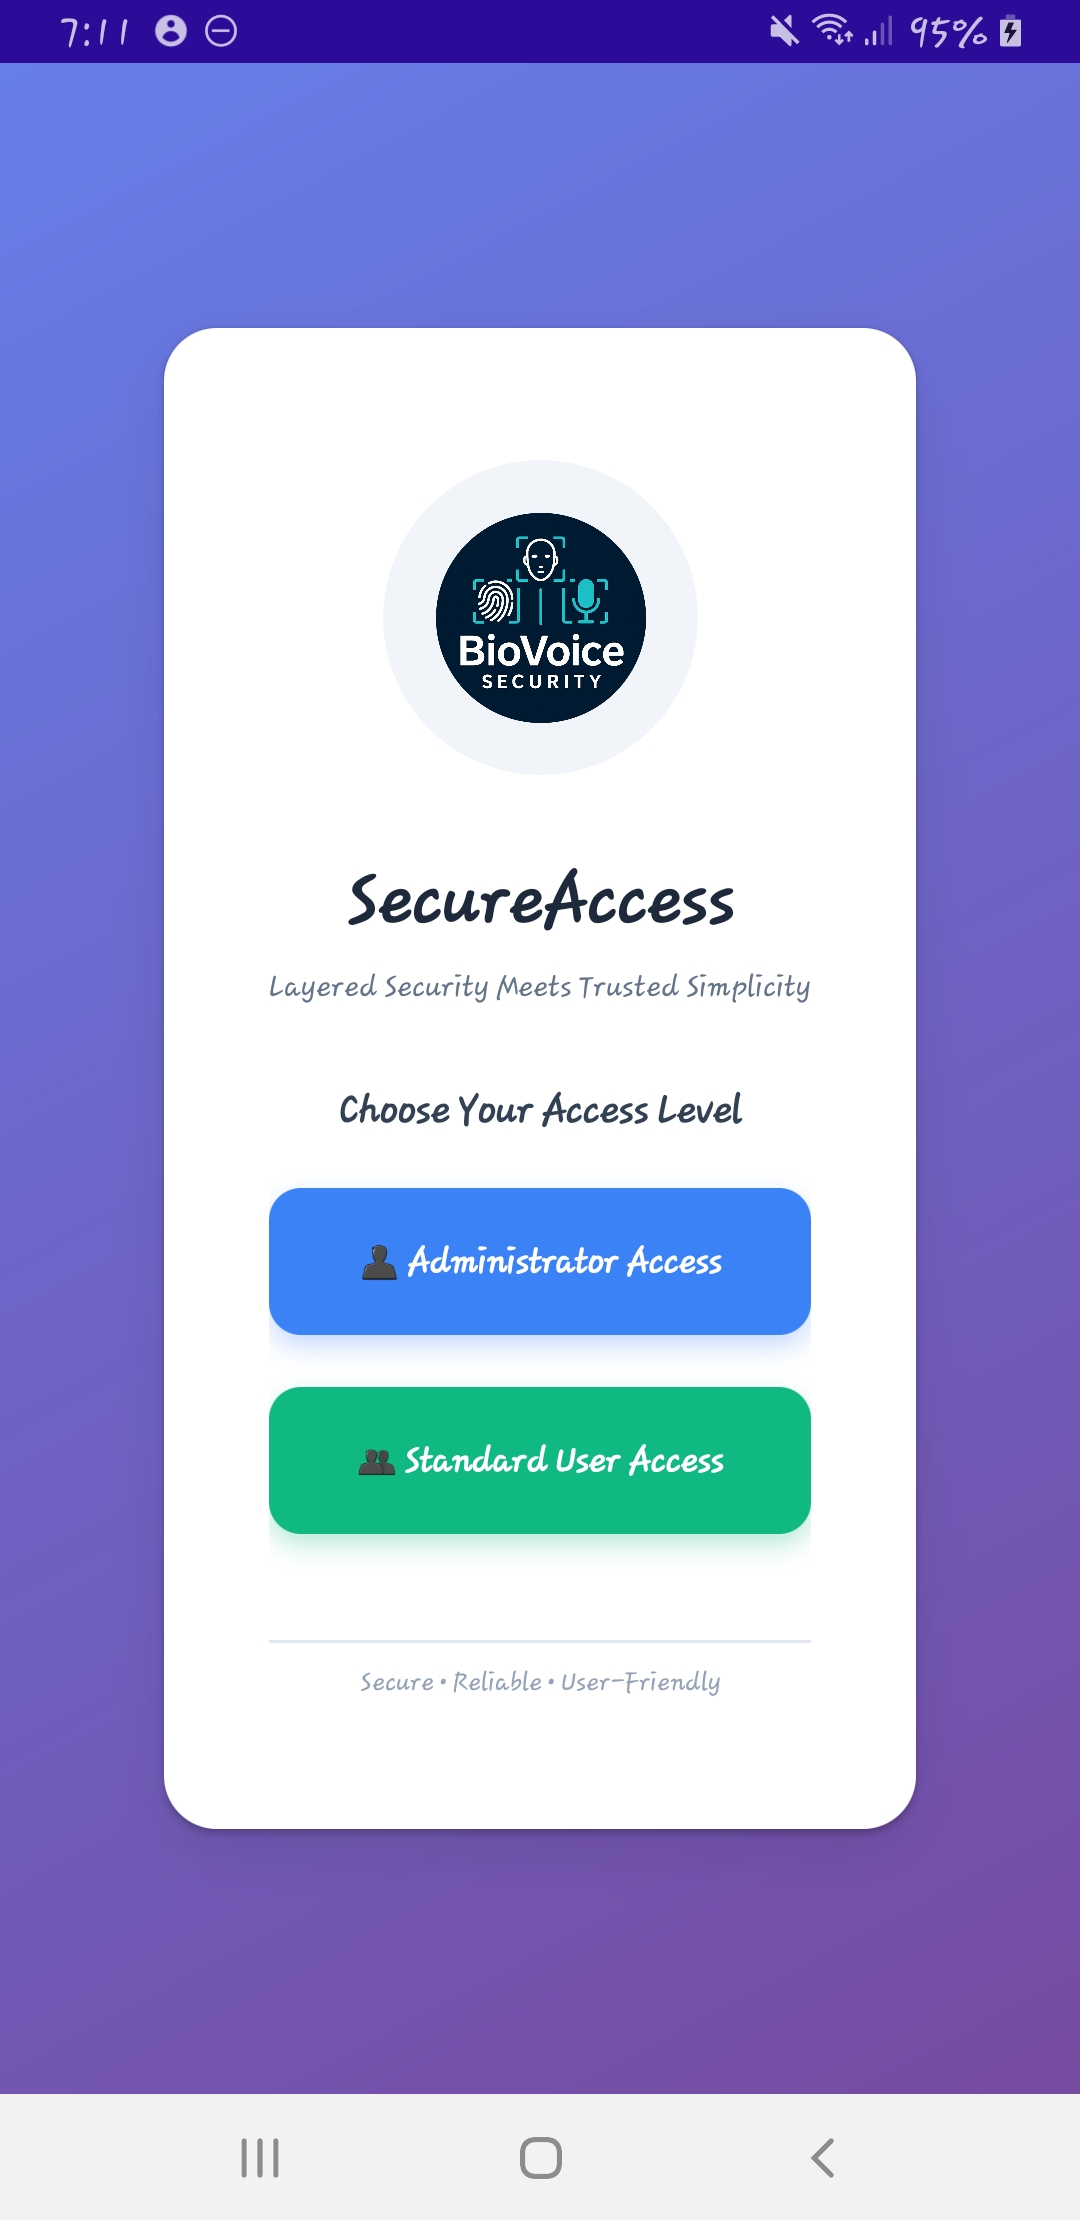 7:11 95%
BioVoice
SECURITY
SecureAccess
Layered Security Meets Trusted Simplicity
Choose Your Access Level
👤 Administrator Access
👥 Standard User Access
Secure • Reliable • User-Friendly